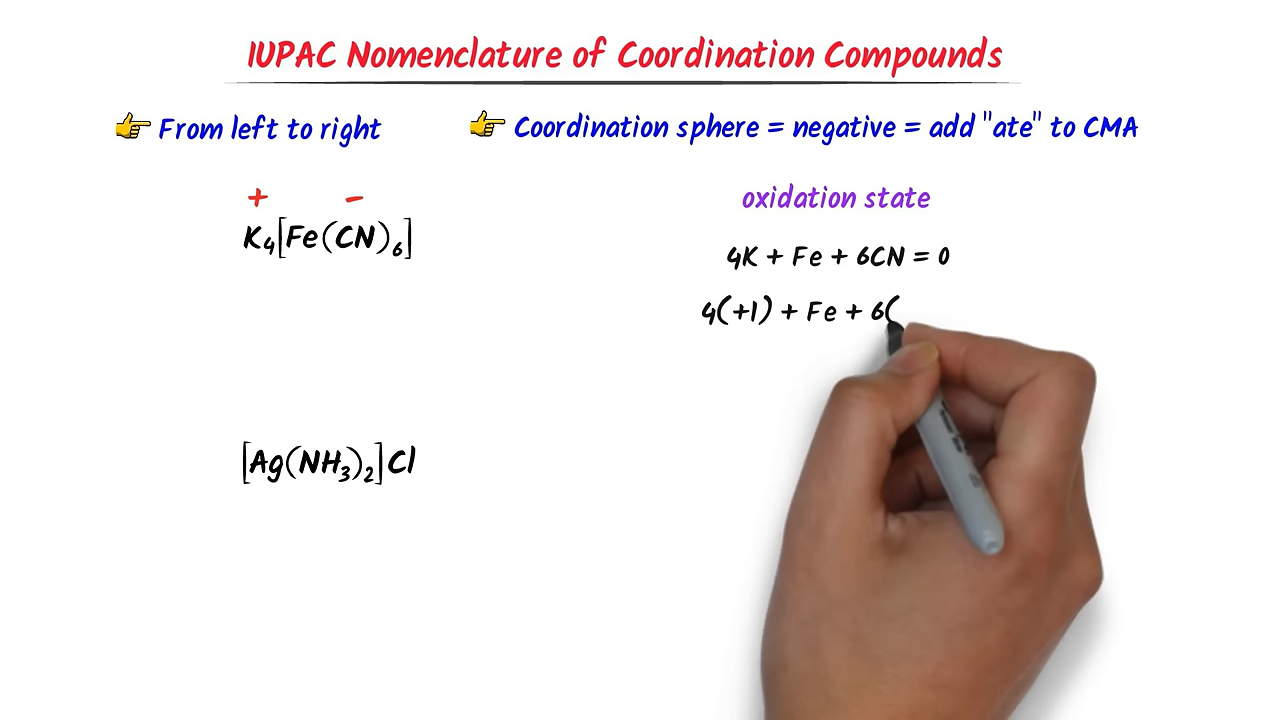 IUPAC Nomenclature of Coordination Compounds
From left to right
Coordination sphere = negative = add "ate" to CMA
+ -
K₄[Fe(CN)₆]
oxidation state
4K + Fe + 6CN = 0
4(+1) + Fe + 6(
[Ag(NH₃)₂]Cl